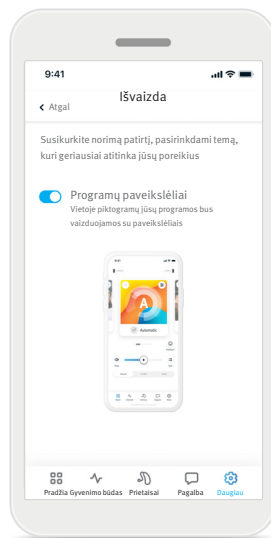 9:41
Išvaizda
Atgal
Susikurkite norimą patirtį, pasirinkdami temą,
kuri geriausiai atitinka jūsų poreikius
Programų paveikslėliai
Vietoje piktogramų jūsų programos bus
vaizduojamos su paveikslėliais
A
Automatic
Pradžia Gyvenimo būdas Prietaisai Pagalba Daugiau